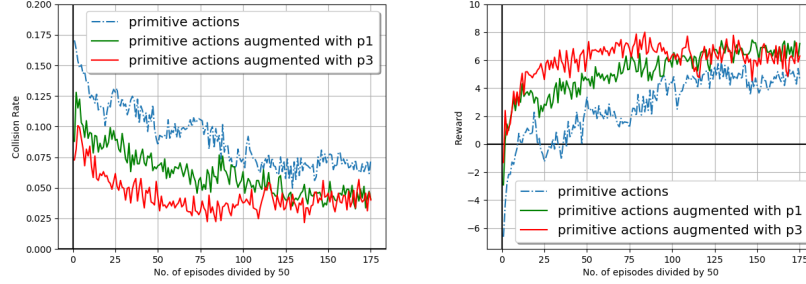 0.200
0.175
0.150
0.125
0.100
0.075
0.050
0.025
0.000
Collision Rate
primitive actions
primitive actions augmented with p1
primitive actions augmented with p3
0 25 50 75 100 125 150 175
No. of episodes divided by 50
10
8
6
4
2
0
−2
−4
−6
Reward
primitive actions
primitive actions augmented with p1
primitive actions augmented with p3
0 25 50 75 100 125 150 175
No. of episodes divided by 50